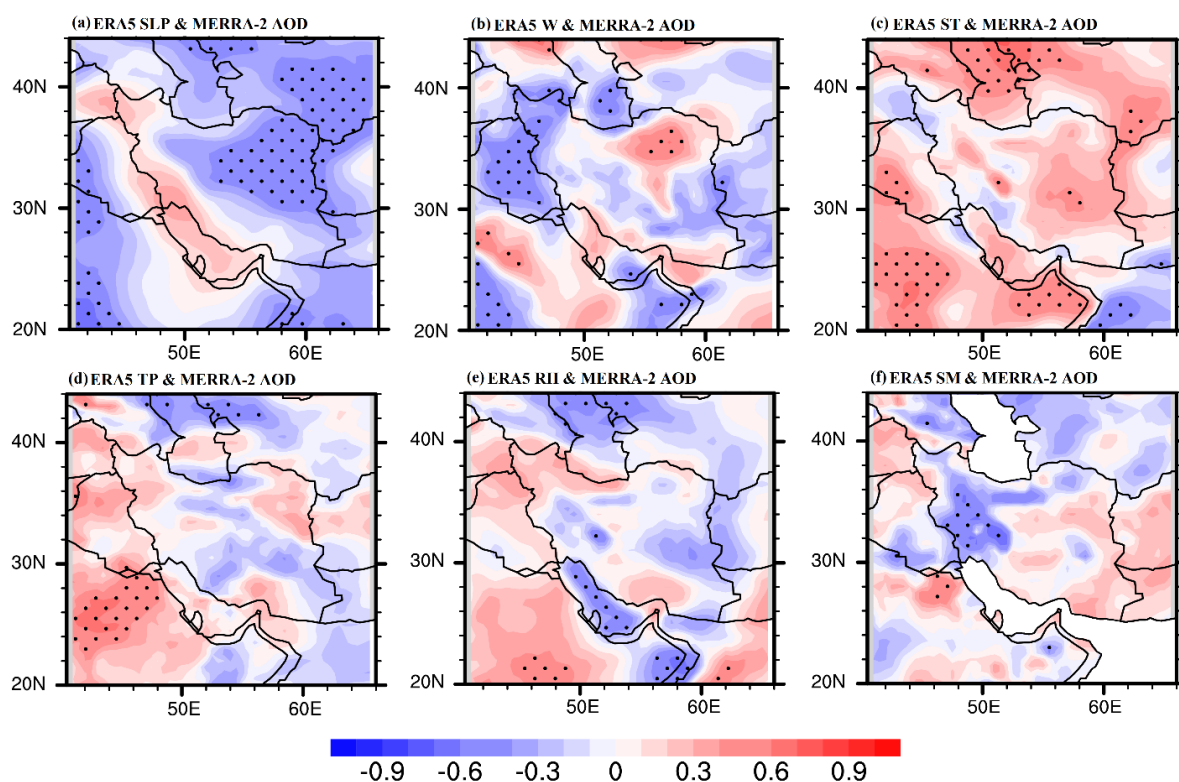 (a) ERA5 SLP & MERRA-2 AOD
(b) ERA5 W & MERRA-2 AOD
(c) ERA5 ST & MERRA-2 AOD
40N
30N
20N
50E 60E
40N
30N
20N
50E 60E
40N
30N
20N
50E 60E
(d) ERA5 TP & MERRA-2 AOD
(e) ERA5 RH & MERRA-2 AOD
(f) ERA5 SM & MERRA-2 AOD
40N
30N
20N
50E 60E
40N
30N
20N
50E 60E
40N
30N
20N
50E 60E
-0.9 -0.6 -0.3 0 0.3 0.6 0.9